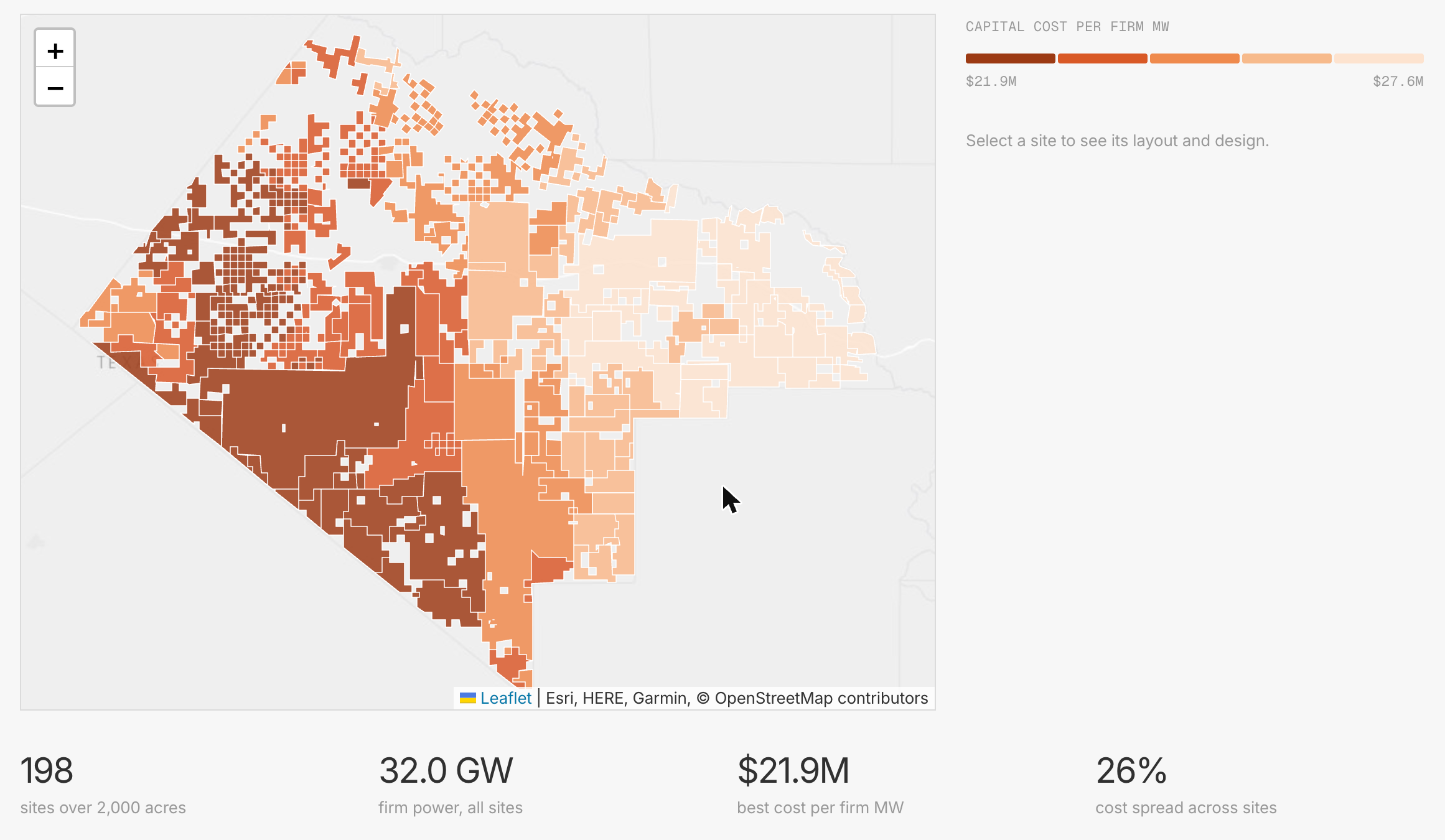 +
−
CAPITAL COST PER FIRM MW
$21.9M $27.6M
Select a site to see its layout and design.
Leaflet | Esri, HERE, Garmin, © OpenStreetMap contributors
198 32.0 GW $21.9M 26%
sites over 2,000 acres firm power, all sites best cost per firm MW cost spread across sites